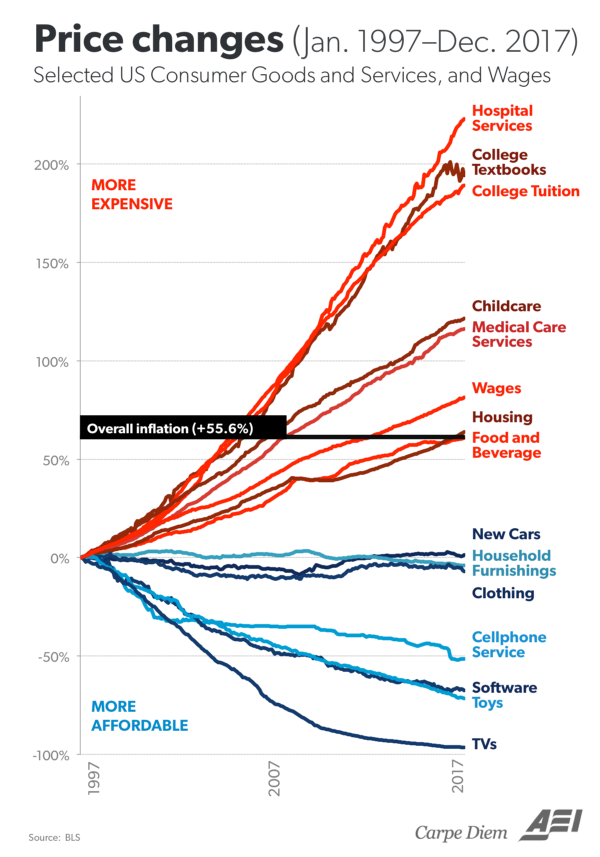 Price changes (Jan. 1997–Dec. 2017)
Selected US Consumer Goods and Services, and Wages
Hospital
Services
College
Textbooks
College Tuition
200%
MORE
EXPENSIVE
150%
Childcare
Medical Care
Services
100%
Wages
Housing
Overall inflation (+55.6%)
Food and
Beverage
50%
New Cars
0%
Household
Furnishings
Clothing
Cellphone
Service
-50%
Software
Toys
MORE
AFFORDABLE
TVs
-100%
1997
2007
2017
Source: BLS
Carpe Diem AEI